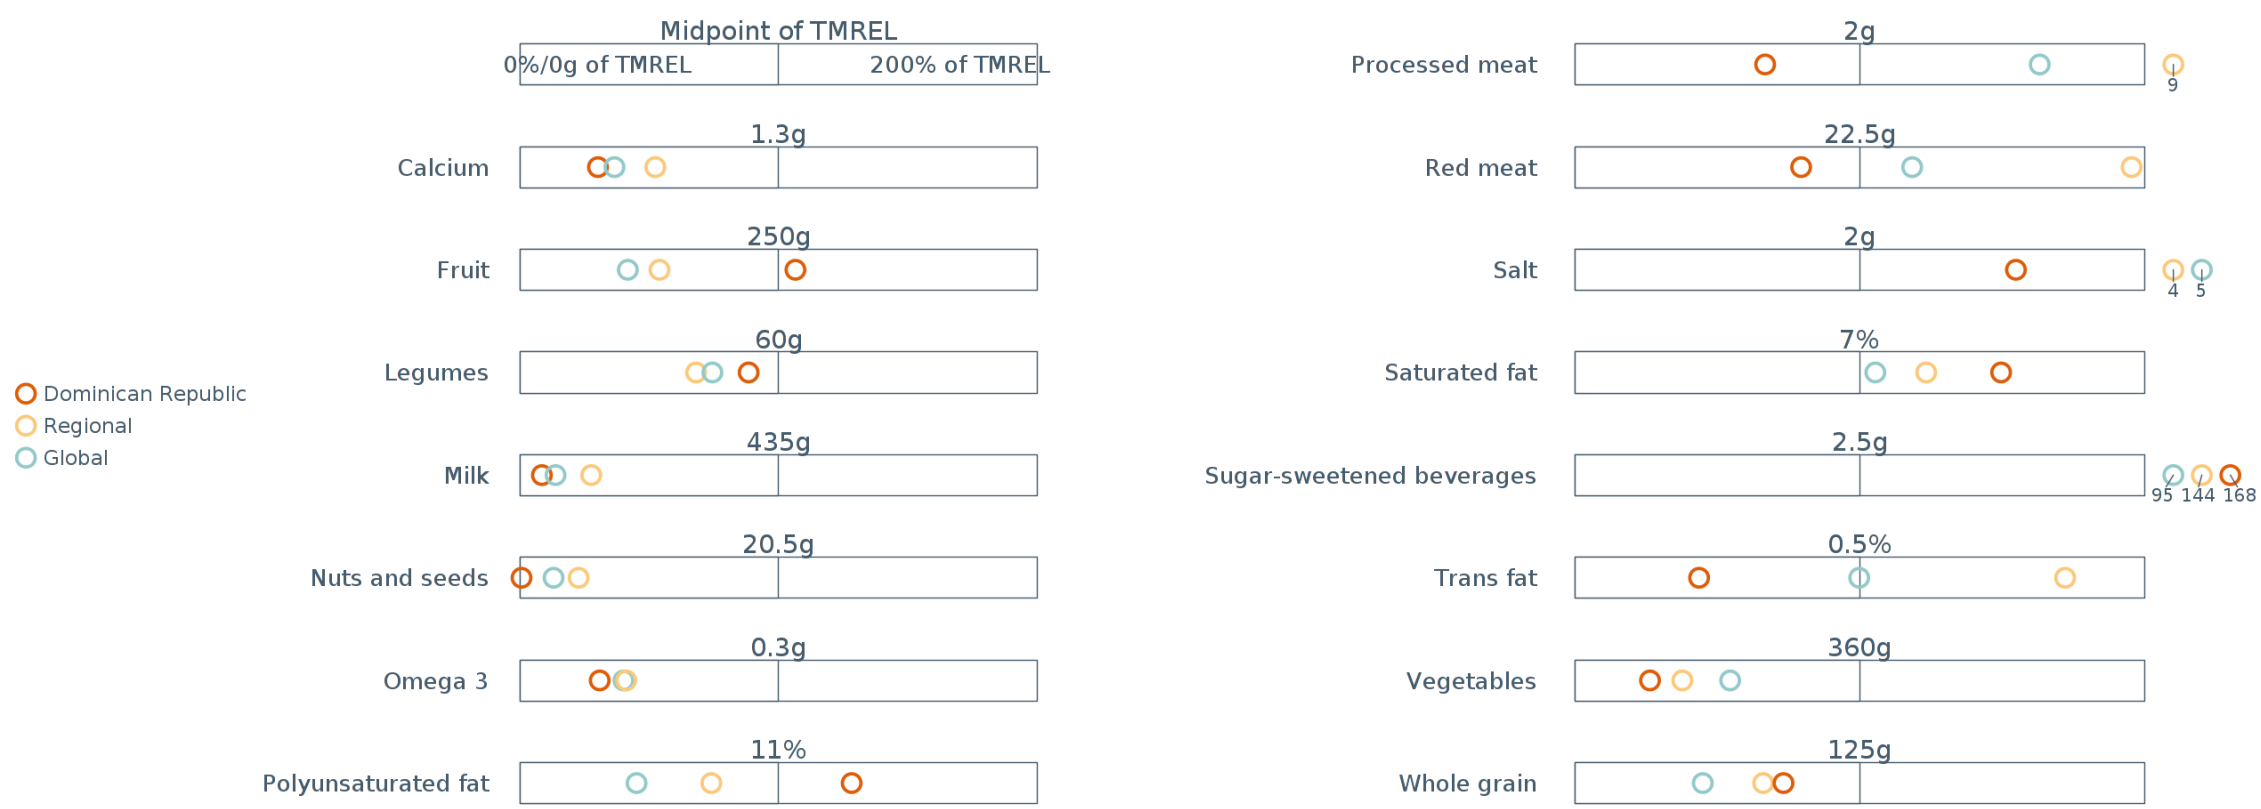 Midpoint of TMREL
0%/0g of TMREL 200% of TMREL
1.3g
Calcium
250g
Fruit
60g
Legumes
435g
Milk
20.5g
Nuts and seeds
0.3g
Omega 3
11%
Polyunsaturated fat
2g
Processed meat
9
22.5g
Red meat
2g
Salt
4 5
7%
Saturated fat
2.5g
Sugar-sweetened beverages
95 144 168
0.5%
Trans fat
360g
Vegetables
125g
Whole grain
Dominican Republic
Regional
Global